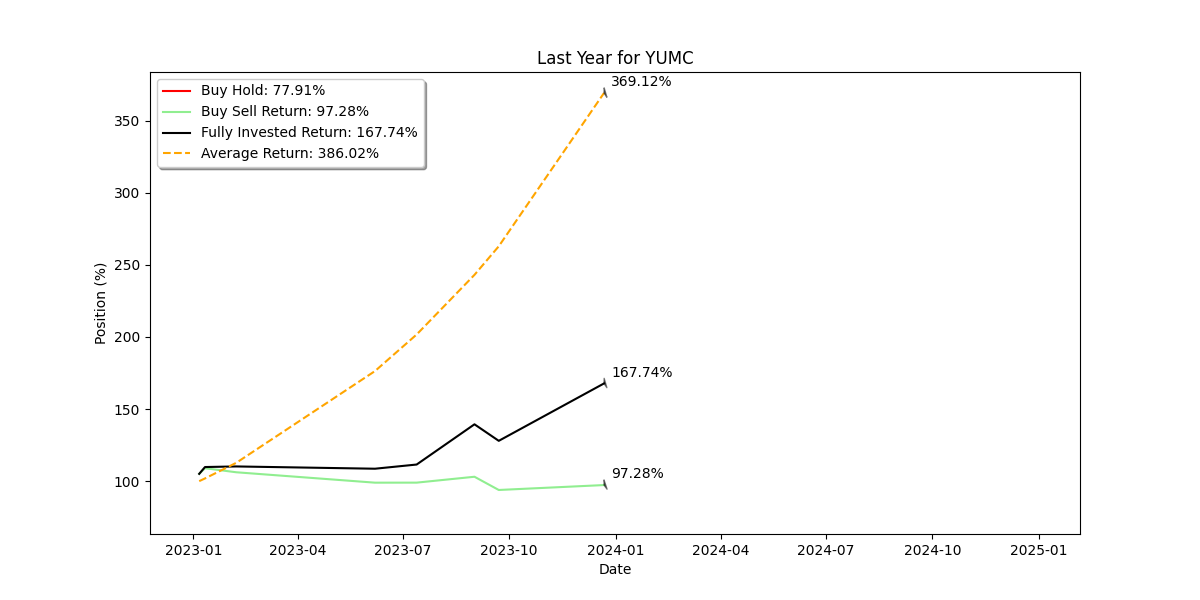 Last Year for YUMC
Buy Hold: 77.91%
Buy Sell Return: 97.28%
Fully Invested Return: 167.74%
Average Return: 386.02%
369.12%
167.74%
97.28%
Position (%)
350
300
250
200
150
100
2023-01 2023-04 2023-07 2023-10 2024-01 2024-04 2024-07 2024-10 2025-01
Date